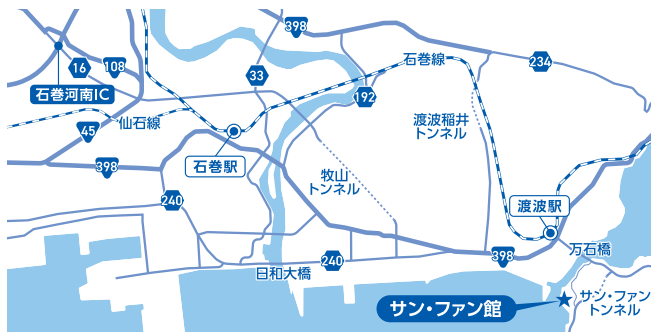 398
石巻線
234
16
108
33
石巻河南IC
192
45
仙石線
渡波稲井
トンネル
398
石巻駅
牧山
トンネル
240
渡波駅
万石橋
398
240
日和大橋
サン・ファン館
サン・ファン
トンネル